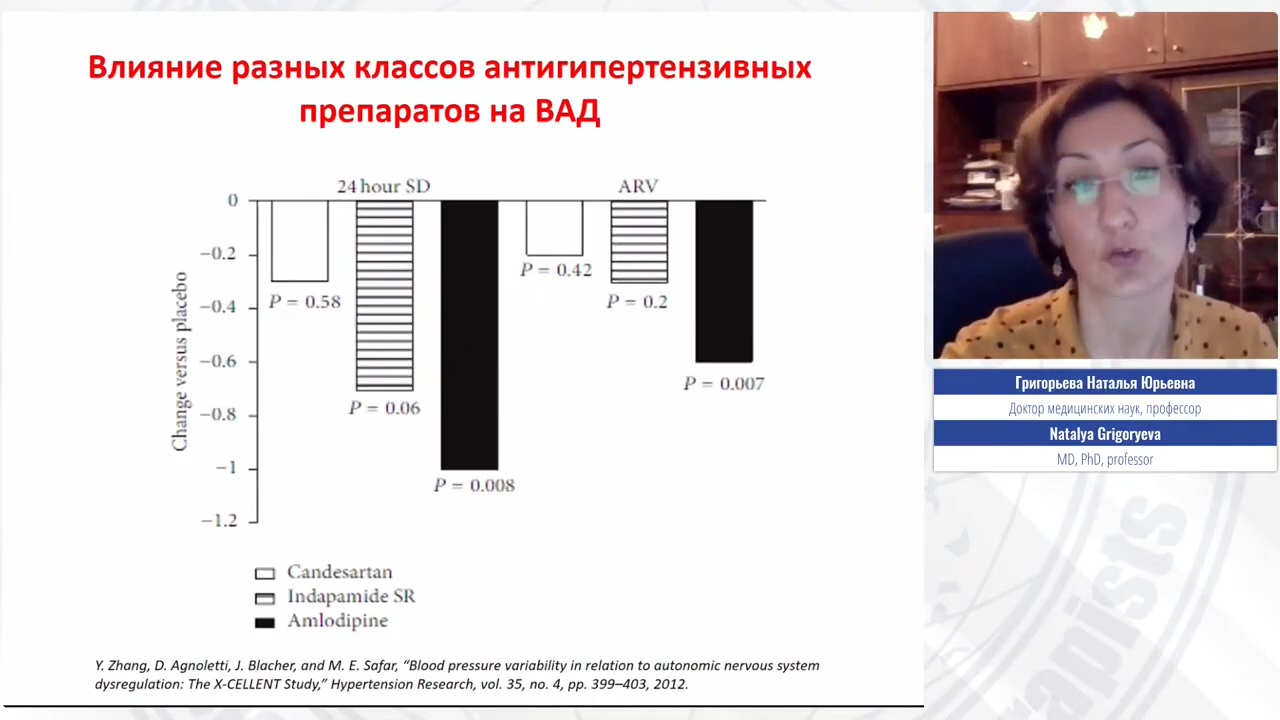 Влияние разных классов антигипертензивных
препаратов на ВАД
24 hour SD
ARV
0
−0.2
−0.4
−0.6
−0.8
−1
−1.2
Change versus placebo
P = 0.58
P = 0.06
P = 0.008
P = 0.42
P = 0.2
P = 0.007
Candesartan
Indapamide SR
Amlodipine
Y. Zhang, D. Agnoletti, J. Blacher, and M. E. Safar, “Blood pressure variability in relation to autonomic nervous system
dysregulation: The X-CELLENT Study,” Hypertension Research, vol. 35, no. 4, pp. 399–403, 2012.
Григорьева Наталья Юрьевна
Доктор медицинских наук, профессор
Natalya Grigoryeva
MD, PhD, professor
rapists